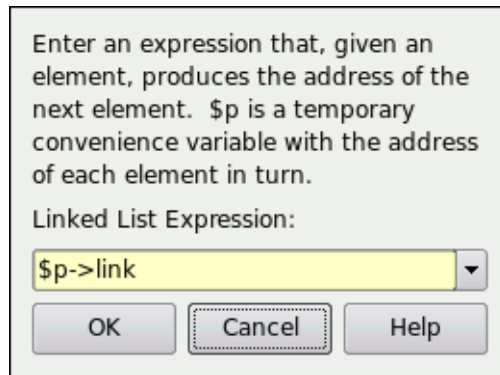 Enter an expression that, given an
element, produces the address of the
next element.  $p is a temporary
convenience variable with the address
of each element in turn.
Linked List Expression:
$p->link
OK Cancel Help